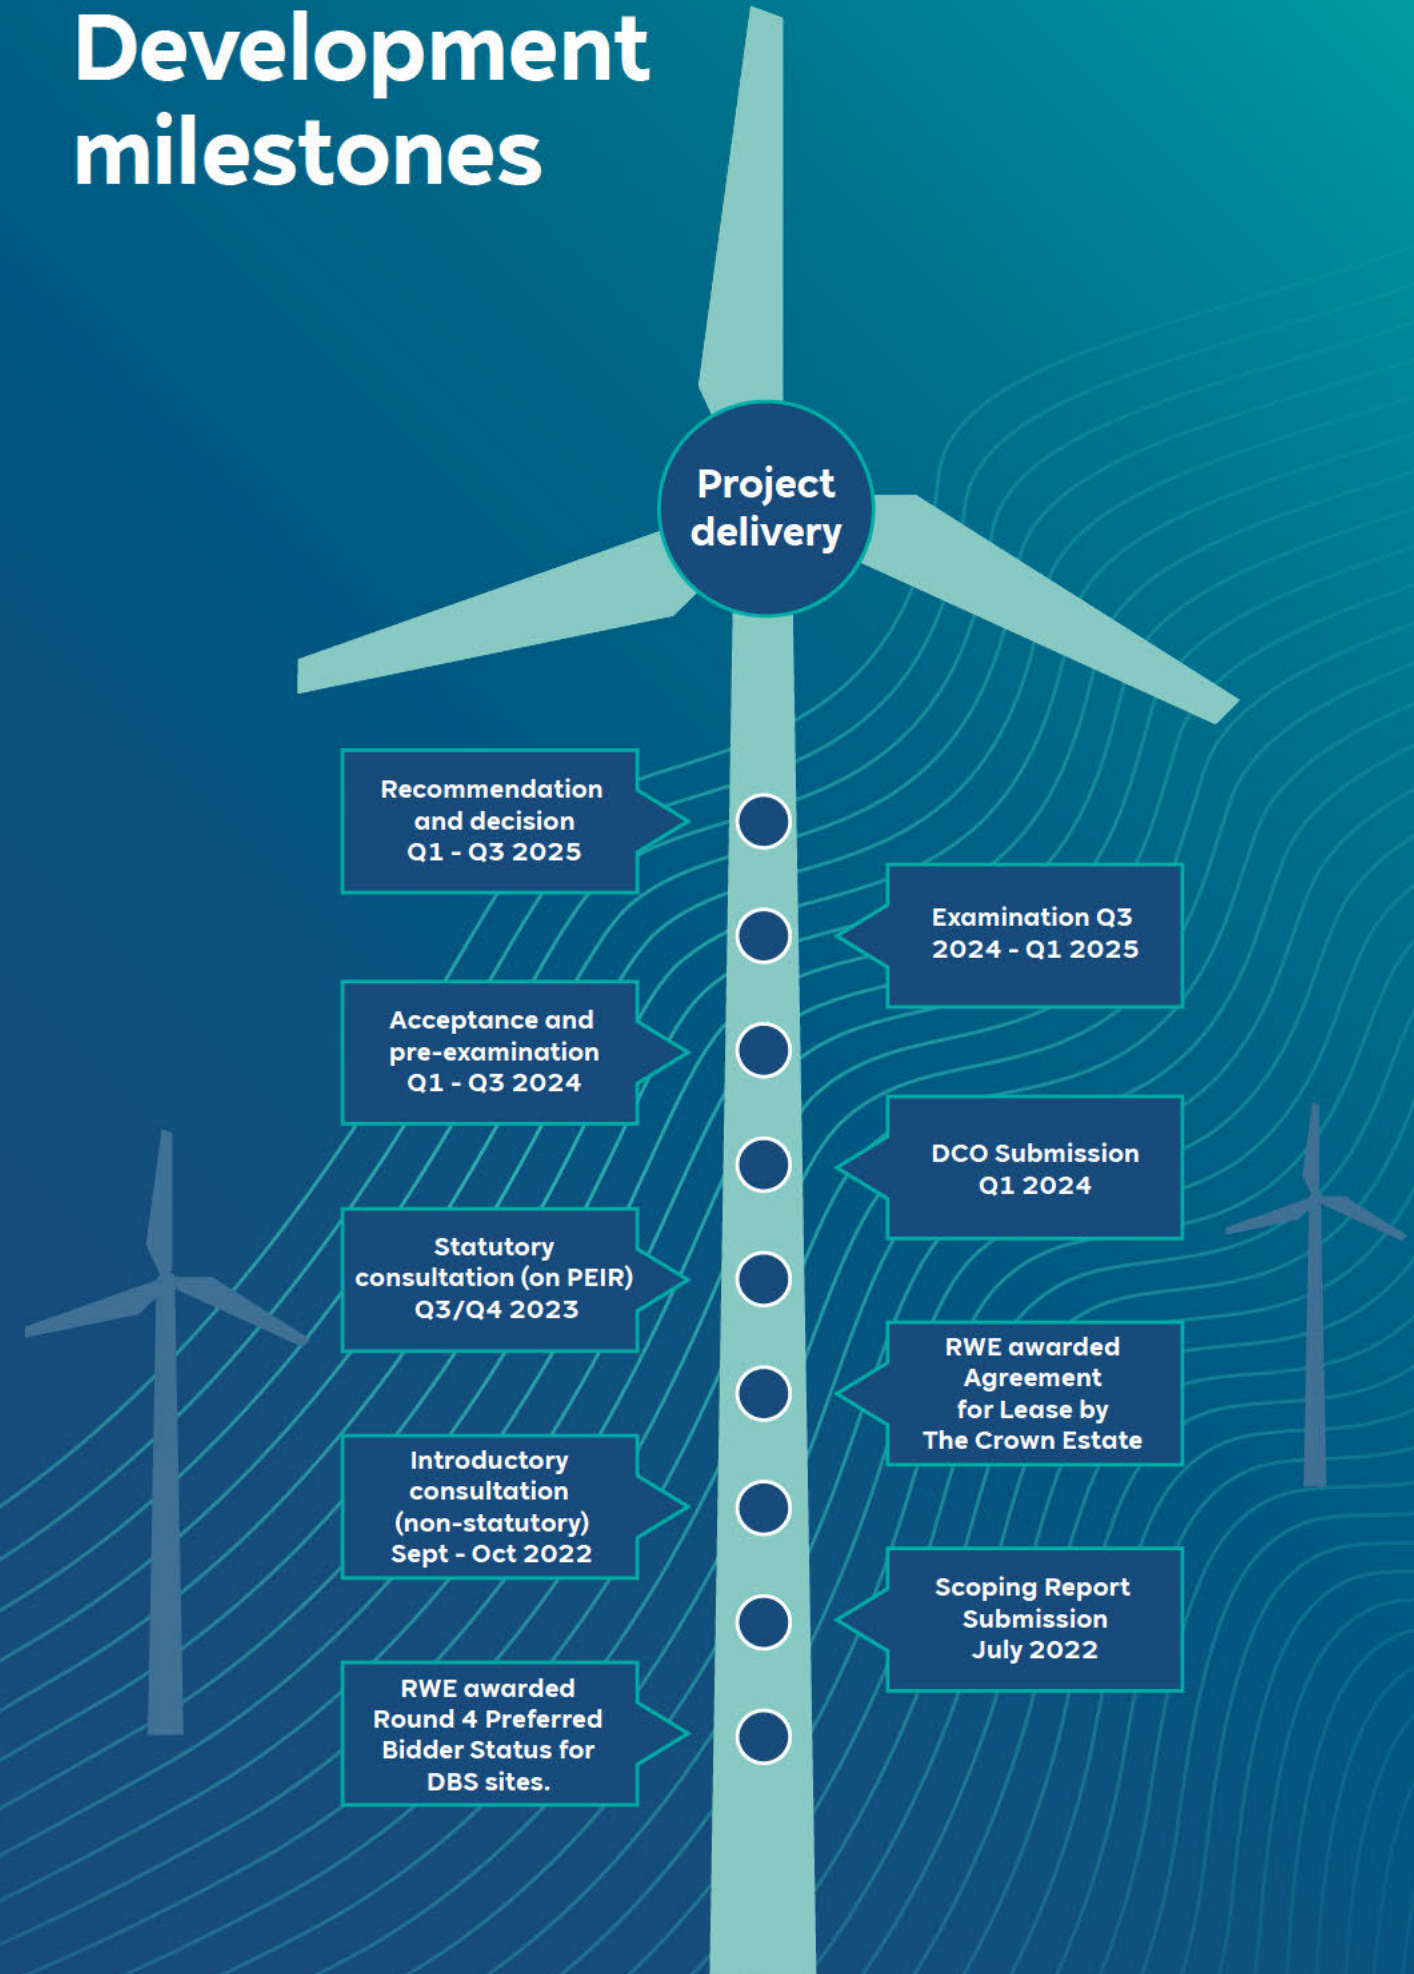 Development
milestones
Project
delivery
Recommendation
and decision
Q1 - Q3 2025
Examination Q3
2024 - Q1 2025
Acceptance and
pre-examination
Q1 - Q3 2024
DCO Submission
Q1 2024
Statutory
consultation (on PEIR)
Q3/Q4 2023
RWE awarded
Agreement
for Lease by
The Crown Estate
Introductory
consultation
(non-statutory)
Sept - Oct 2022
Scoping Report
Submission
July 2022
RWE awarded
Round 4 Preferred
Bidder Status for
DBS sites.